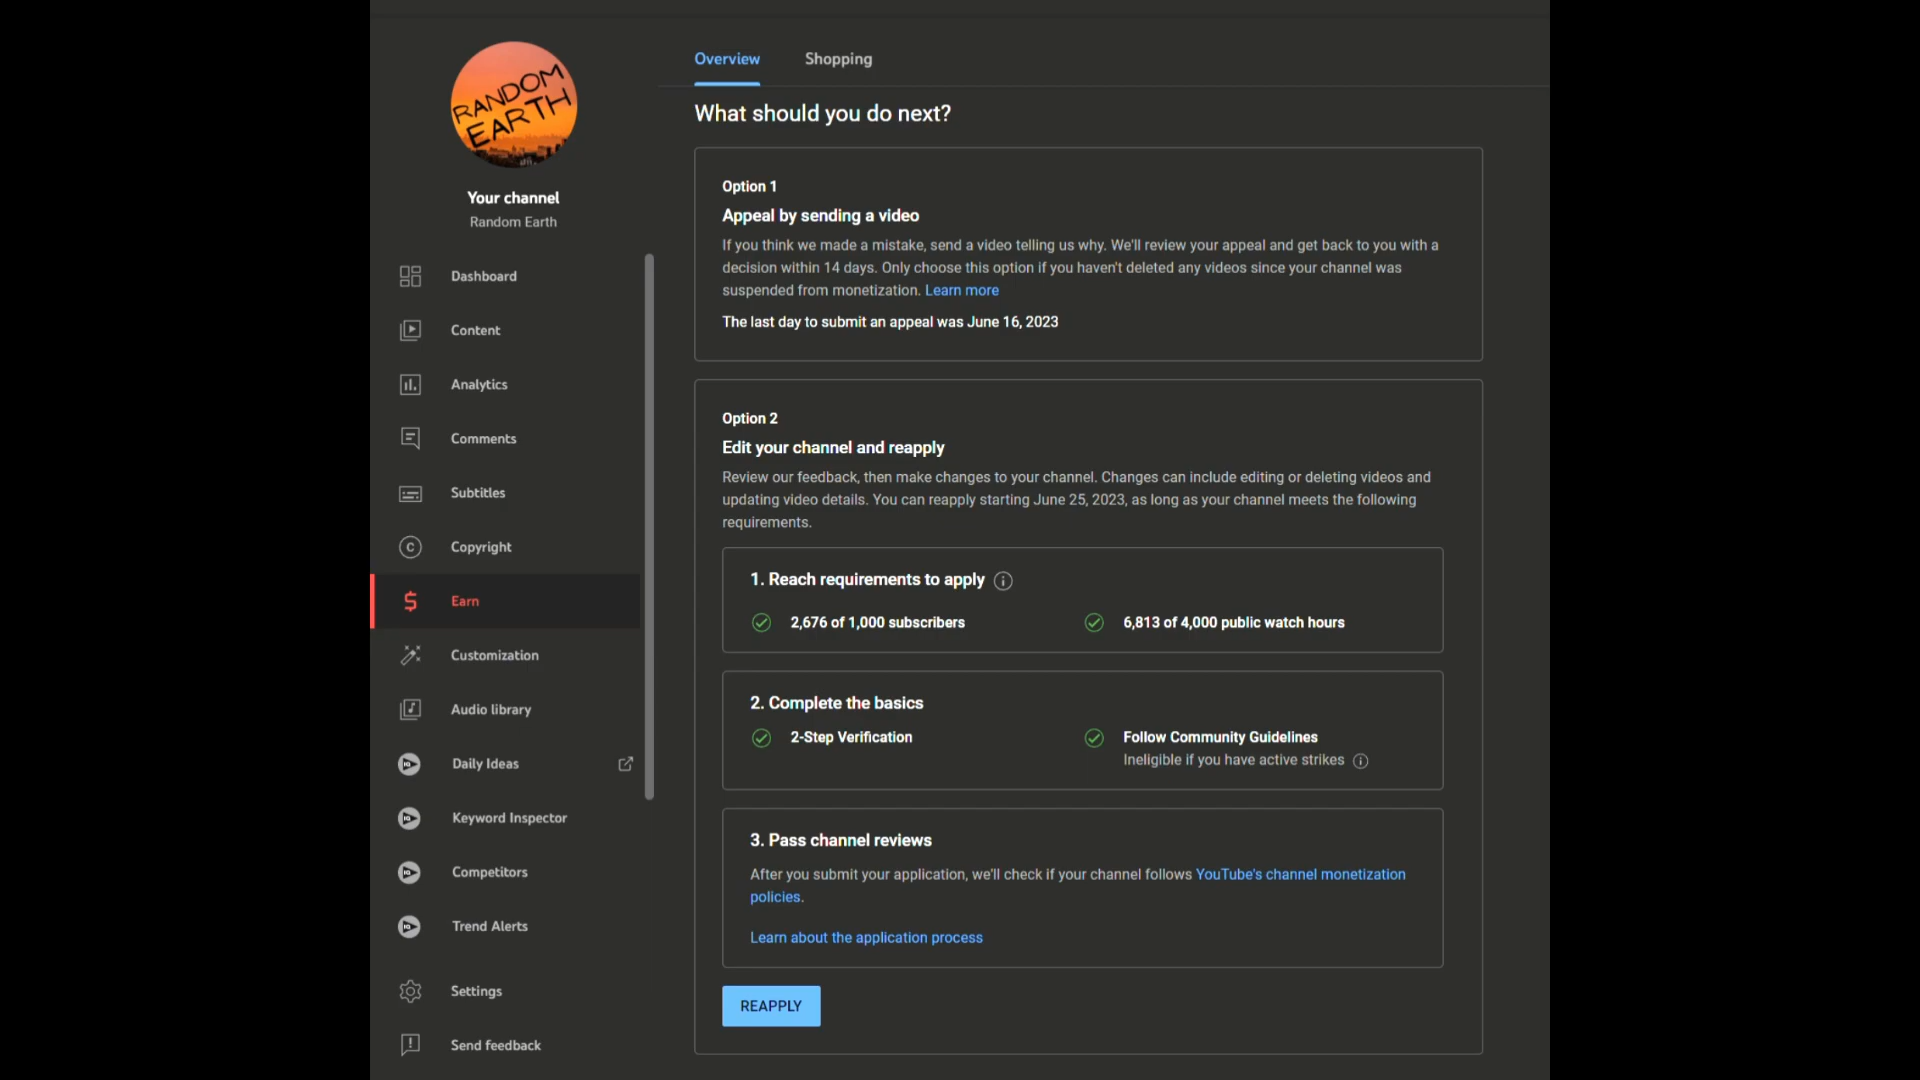 RANDOM
EARTH
Your channel
Random Earth
Dashboard
Content
Analytics
Comments
Subtitles
Copyright
Earn
Customization
Audio library
Daily Ideas
Keyword Inspector
Competitors
Trend Alerts
Settings
Send feedback
Overview
Shopping
What should you do next?
Option 1
Appeal by sending a video
If you think we made a mistake, send a video telling us why. We'll review your appeal and get back to you with a
decision within 14 days. Only choose this option if you haven't deleted any videos since your channel was
suspended from monetization. Learn more
The last day to submit an appeal was June 16, 2023
Option 2
Edit your channel and reapply
Review our feedback, then make changes to your channel. Changes can include editing or deleting videos and
updating video details. You can reapply starting June 25, 2023, as long as your channel meets the following
requirements.
1. Reach requirements to apply
2,676 of 1,000 subscribers
6,813 of 4,000 public watch hours
2. Complete the basics
2-Step Verification
Follow Community Guidelines
Ineligible if you have active strikes
3. Pass channel reviews
After you submit your application, we'll check if your channel follows YouTube's channel monetization
policies.
Learn about the application process
REAPPLY